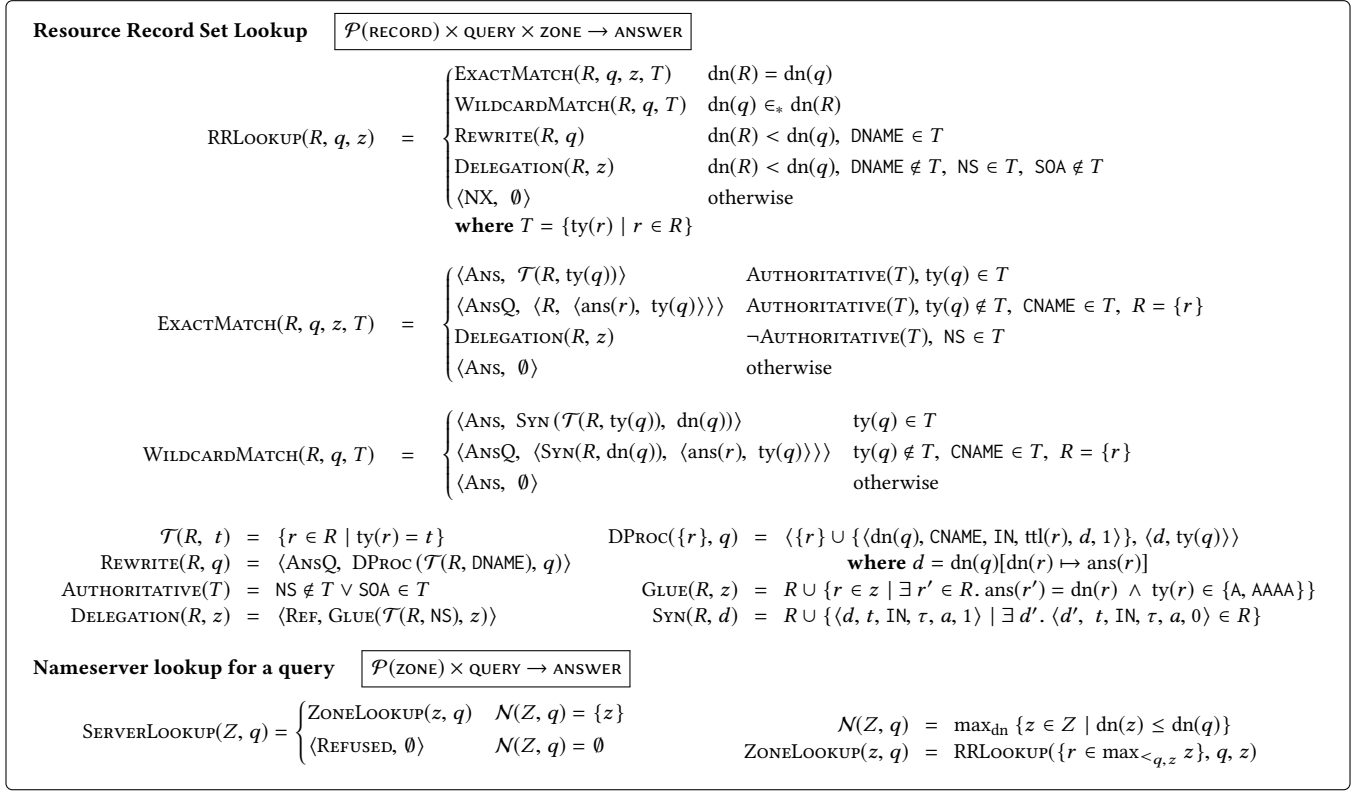 Resource Record Set Lookup 𝒫(RECORD) × QUERY × ZONE → ANSWER
RRLOOKUP(R, q, z) = { EXACTMATCH(R, q, z, T) dn(R) = dn(q)
WILDCARDMATCH(R, q, T) dn(q) ∈∗ dn(R)
REWRITE(R, q) dn(R) < dn(q), DNAME ∈ T
DELEGATION(R, z) dn(R) < dn(q), DNAME ∉ T, NS ∈ T, SOA ∉ T
⟨NX, ∅⟩ otherwise
where T = {ty(r) | r ∈ R}
EXACTMATCH(R, q, z, T) = { ⟨ANS, 𝒯(R, ty(q))⟩ AUTHORITATIVE(T), ty(q) ∈ T
⟨ANSQ, ⟨R, ⟨ans(r), ty(q)⟩⟩⟩ AUTHORITATIVE(T), ty(q) ∉ T, CNAME ∈ T, R = {r}
DELEGATION(R, z) ¬AUTHORITATIVE(T), NS ∈ T
⟨ANS, ∅⟩ otherwise
WILDCARDMATCH(R, q, T) = { ⟨ANS, SYN (𝒯(R, ty(q)), dn(q))⟩ ty(q) ∈ T
⟨ANSQ, ⟨SYN(R, dn(q)), ⟨ans(r), ty(q)⟩⟩⟩ ty(q) ∉ T, CNAME ∈ T, R = {r}
⟨ANS, ∅⟩ otherwise
𝒯(R, t) = {r ∈ R | ty(r) = t}
REWRITE(R, q) = ⟨ANSQ, DPROC (𝒯(R, DNAME), q)⟩
AUTHORITATIVE(T) = NS ∉ T ∨ SOA ∈ T
DELEGATION(R, z) = ⟨REF, GLUE(𝒯(R, NS), z)⟩
DPROC({r}, q) = ⟨{r} ∪ {⟨dn(q), CNAME, IN, ttl(r), d, 1⟩}, ⟨d, ty(q)⟩⟩
where d = dn(q)[dn(r) ↦ ans(r)]
GLUE(R, z) = R ∪ {r ∈ z | ∃ r′ ∈ R. ans(r′) = dn(r) ∧ ty(r) ∈ {A, AAAA}}
SYN(R, d) = R ∪ {⟨d, t, IN, τ, a, 1⟩ | ∃ d′. ⟨d′, t, IN, τ, a, 0⟩ ∈ R}
Nameserver lookup for a query 𝒫(ZONE) × QUERY → ANSWER
SERVERLOOKUP(Z, q) = { ZONELOOKUP(z, q) 𝒩(Z, q) = {z}
⟨REFUSED, ∅⟩ 𝒩(Z, q) = ∅
𝒩(Z, q) = max_dn {z ∈ Z | dn(z) ≤ dn(q)}
ZONELOOKUP(z, q) = RRLOOKUP({r ∈ max_{<_{q,z}} z}, q, z)